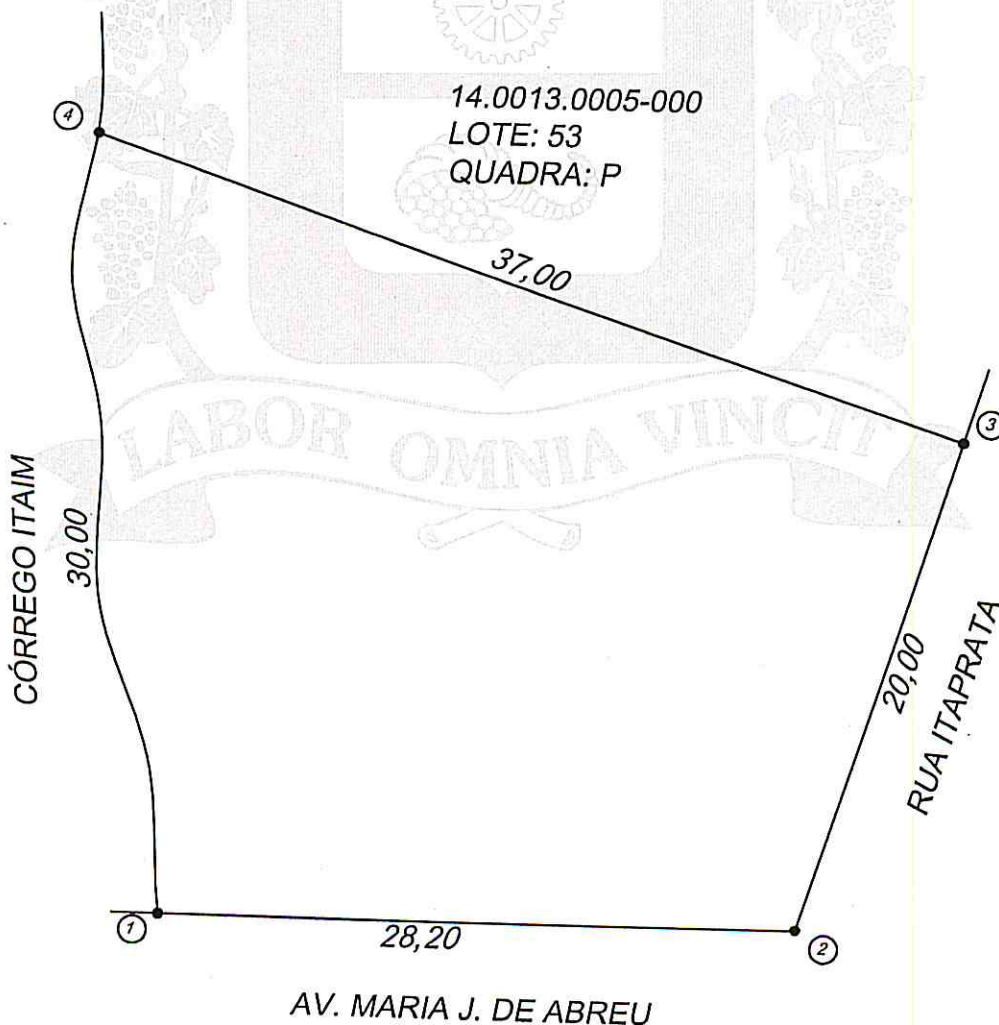 14.0013.0005-000
LOTE: 53
QUADRA: P
4
37,00
3
LABOR OMNIA VINCIT
CÓRREGO ITAIM
30,00
20,00
RUA ITAPRATA
1
28,20
2
AV. MARIA J. DE ABREU